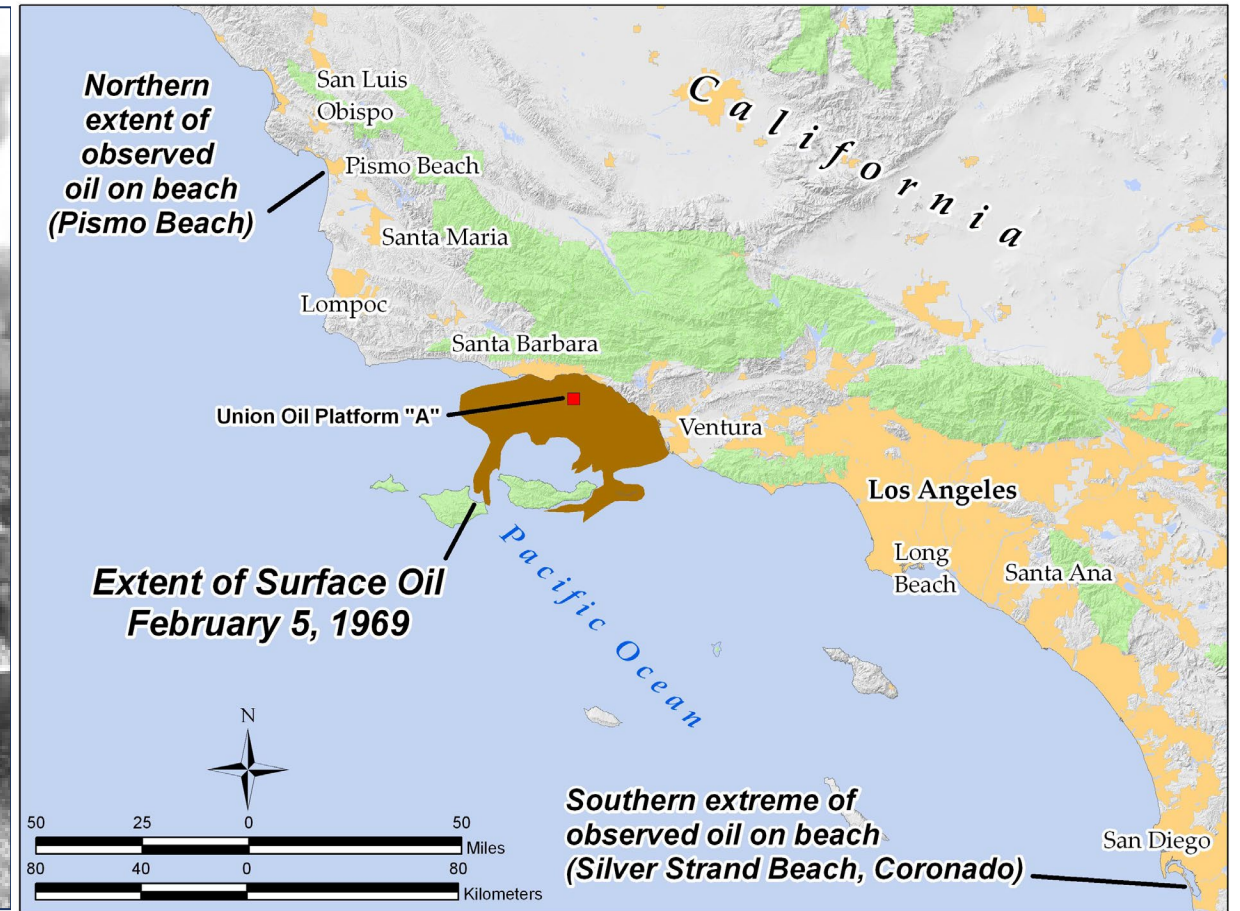 Northern
extent of
observed
oil on beach
(Pismo Beach)
San Luis
Obispo
Pismo Beach
Santa Maria
Lompoc
Santa Barbara
California
Union Oil Platform "A"
Ventura
Los Angeles
Long
Beach
Santa Ana
Extent of Surface Oil
February 5, 1969
Pacific Ocean
N
50 25 0 50
Miles
80 40 0 80
Kilometers
Southern extreme of
observed oil on beach
(Silver Strand Beach, Coronado)
San Diego